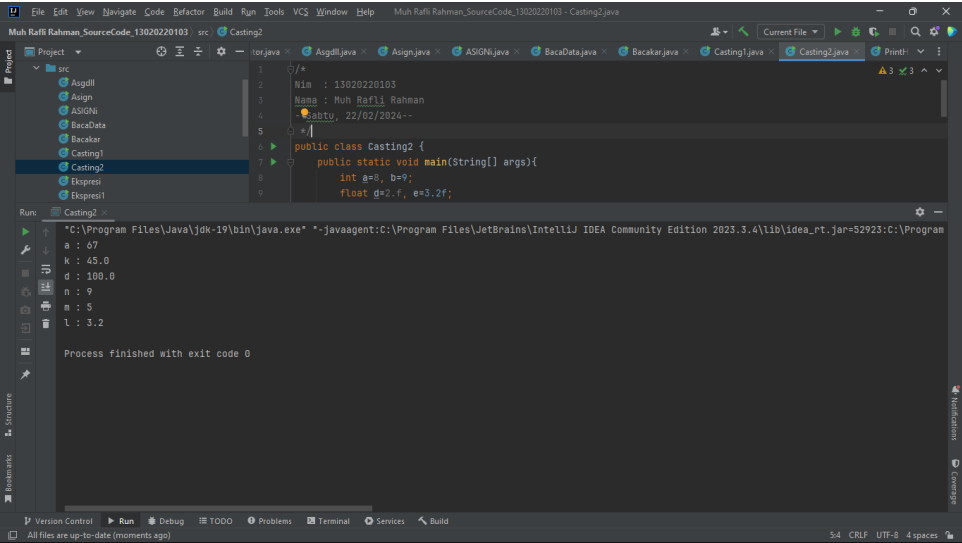 File Edit View Navigate Code Refactor Build Run Tools VCS Window Help Muh Rafli Rahman_SourceCode_13020220103 - Casting2.java
Muh Rafli Rahman_SourceCode_13020220103 src Casting2 Current File
Project tor.java Asgdll.java Asign.java ASIGNi.java BacaData.java Bacakar.java Casting1.java Casting2.java PrintH
src
Asgdll
Asign
ASIGNi
BacaData
Bacakar
Casting1
Casting2
Ekspresi
Ekspresi1
1 /*
2 Nim : 13020220103
3 Nama : Muh Rafli Rahman
4 --Sabtu, 22/02/2024--
5 */
6 public class Casting2 {
7 public static void main(String[] args){
8 int a=8, b=9;
9 float d=2.f, e=3.2f;
3 3
Run: Casting2
"C:\Program Files\Java\jdk-19\bin\java.exe" "-javaagent:C:\Program Files\JetBrains\IntelliJ IDEA Community Edition 2023.3.4\lib\idea_rt.jar=52923:C:\Program
a : 67
k : 45.0
d : 100.0
n : 9
m : 5
l : 3.2
Process finished with exit code 0
Project
Structure
Bookmarks
Notifications
Coverage
Version Control Run Debug TODO Problems Terminal Services Build
All files are up-to-date (moments ago) 5:4 CRLF UTF-8 4 spaces